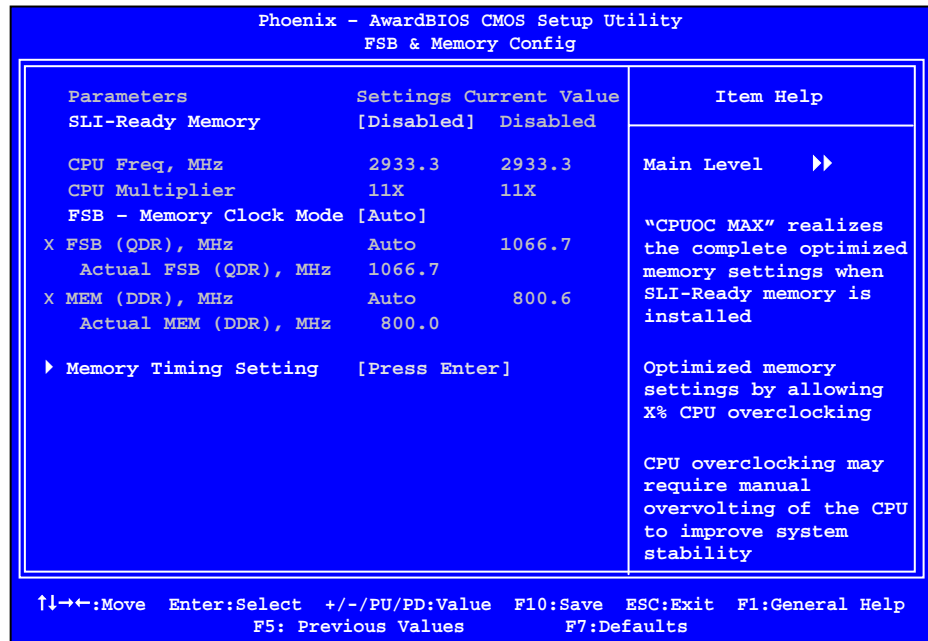 Phoenix – AwardBIOS CMOS Setup Utility
FSB & Memory Config
Parameters Settings Current Value
SLI-Ready Memory [Disabled] Disabled
CPU Freq, MHz 2933.3 2933.3
CPU Multiplier 11X 11X
FSB – Memory Clock Mode [Auto]
X FSB (QDR), MHz Auto 1066.7
Actual FSB (QDR), MHz 1066.7
X MEM (DDR), MHz Auto 800.6
Actual MEM (DDR), MHz 800.0
Memory Timing Setting [Press Enter]
Item Help
Main Level
“CPUOC MAX” realizes
the complete optimized
memory settings when
SLI-Ready memory is
installed
Optimized memory
settings by allowing
X% CPU overclocking
CPU overclocking may
require manual
overvolting of the CPU
to improve system
stability
↑↓→←:Move Enter:Select +/-/PU/PD:Value F10:Save ESC:Exit F1:General Help
F5: Previous Values F7:Defaults